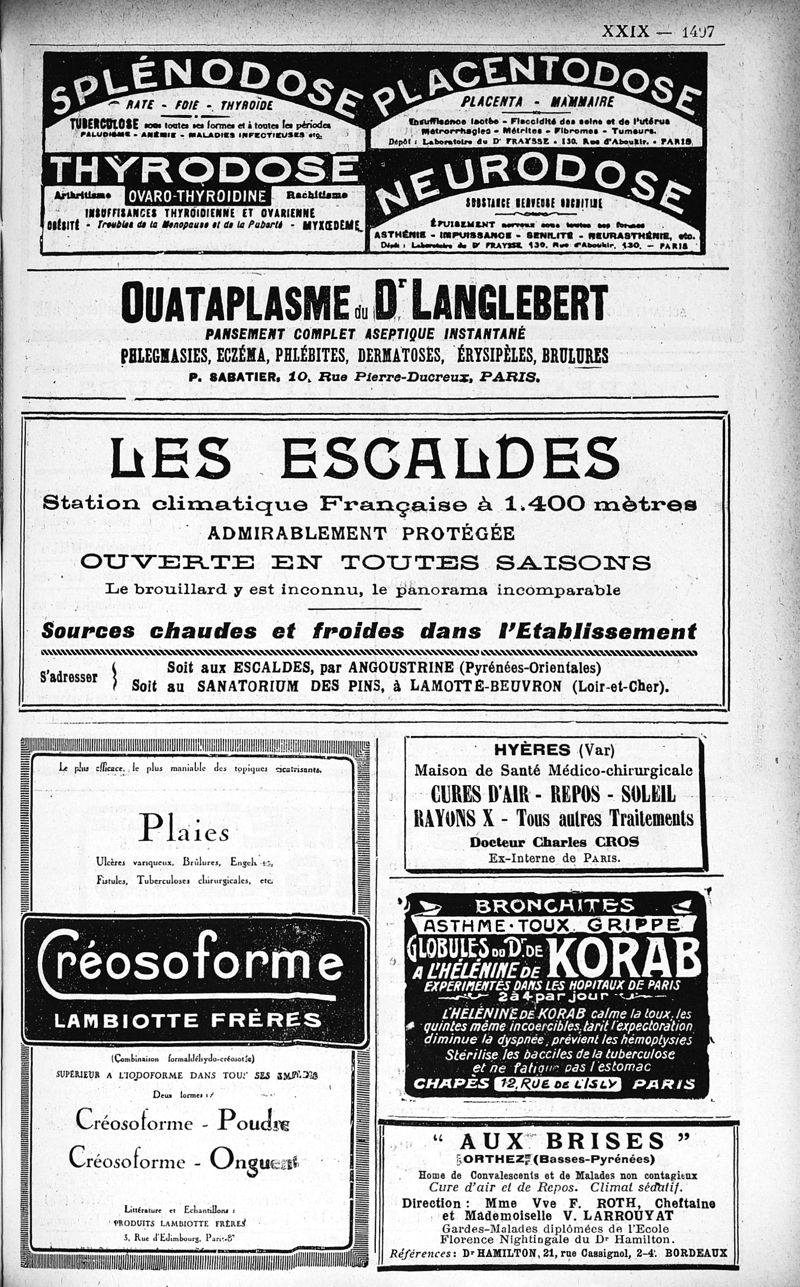 XXIX — 1497
SPLÉNODOSE
RATE - FOIE - THYROÏDE
TUBERCULOSE sous toutes ses formes et à toutes les périodes
PALUDISME - ANÉMIE - MALADIES INFECTIEUSES etc.
PLACENTODOSE
PLACENTA - MAMMAIRE
Insuffisance lactée - Flaccidité des seins et de l'utérus
Métrorrhagies - Métrites - Fibromes - Tumeurs.
Dépôt : Laboratoire du Dr FRAYSSE - 130, Rue d'Aboukir. - PARIS
THYRODOSE
Arthritisme OVARO-THYROIDINE Rachitisme
INSUFFISANCES THYROIDIENNE ET OVARIENNE
OBÉSITÉ - Troubles de la Ménopause et de la Puberté - MYXŒDÈME
NEURODOSE
SUBSTANCE NERVEUSE
ÉPUISEMENT nerveux sous toutes ses formes
ASTHÉNIE - IMPUISSANCE - SENILITÉ - NEURASTHÉNIE, etc.
Dépôt : Laboratoire du Dr FRAYSSE 130, Rue d'Aboukir, 130. — PARIS
OUATAPLASME du Dr LANGLEBERT
PANSEMENT COMPLET ASEPTIQUE INSTANTANÉ
PHLEGMASIES, ECZÉMA, PHLÉBITES, DERMATOSES, ÉRYSIPÈLES, BRULURES
P. SABATIER, 10, Rue Pierre-Ducreux, PARIS.
LES ESCALDES
Station climatique Française à 1.400 mètres
ADMIRABLEMENT PROTÉGÉE
OUVERTE EN TOUTES SAISONS
Le brouillard y est inconnu, le panorama incomparable
Sources chaudes et froides dans l'Etablissement
S'adresser { Soit aux ESCALDES, par ANGOUSTRINE (Pyrénées-Orientales)
Soit au SANATORIUM DES PINS, à LAMOTTE-BEUVRON (Loir-et-Cher).
Le plus efficace, le plus maniable des topiques cicatrisants.
Plaies
Ulcères variqueux, Brûlures,
Fistules, Tuberculoses chirurgicales, etc.
Créosoforme
LAMBIOTTE FRÈRES
(Combinaison formaldéhydo-créosotée)
SUPÉRIEUR A L'IODOFORME DANS TOUS SES EMPLOIS
Deux formes :
Créosoforme - Poudre
Créosoforme - Onguent
Littérature et Echantillons :
PRODUITS LAMBIOTTE FRÈRES
3, Rue d'Edimbourg, Paris-8e
HYÈRES (Var)
Maison de Santé Médico-chirurgicale
CURES D'AIR - REPOS - SOLEIL
RAYONS X - Tous autres Traitements
Docteur Charles CROS
Ex-Interne de PARIS.
BRONCHITES
ASTHME · TOUX · GRIPPE
GLOBULES DU Dr DE KORAB
A L'HÉLÉNINE DE
EXPERIMENTÉS DANS LES HOPITAUX DE PARIS
2 à 4 par jour
L'HÉLÉNINE DE KORAB calme la toux, les
quintes même incoercibles, tarit l'expectoration
diminue la dyspnée, prévient les hémoptysies
Stérilise les bacciles de la tuberculose
et ne fatigue pas l'estomac
CHAPÈS 12, RUE DE L'ISLY PARIS
“ AUX BRISES ”
ORTHEZ (Basses-Pyrénées)
Home de Convalescents et de Malades non contagieux
Cure d'air et de Repos. Climat sédatif.
Direction : Mme Vve F. ROTH, Cheftaine
et Mademoiselle V. LARROUYAT
Gardes-Malades diplômées de l'Ecole
Florence Nightingale du Dr Hamilton.
Références : Dr HAMILTON, 21, rue Cassignol, 2-4. BORDEAUX